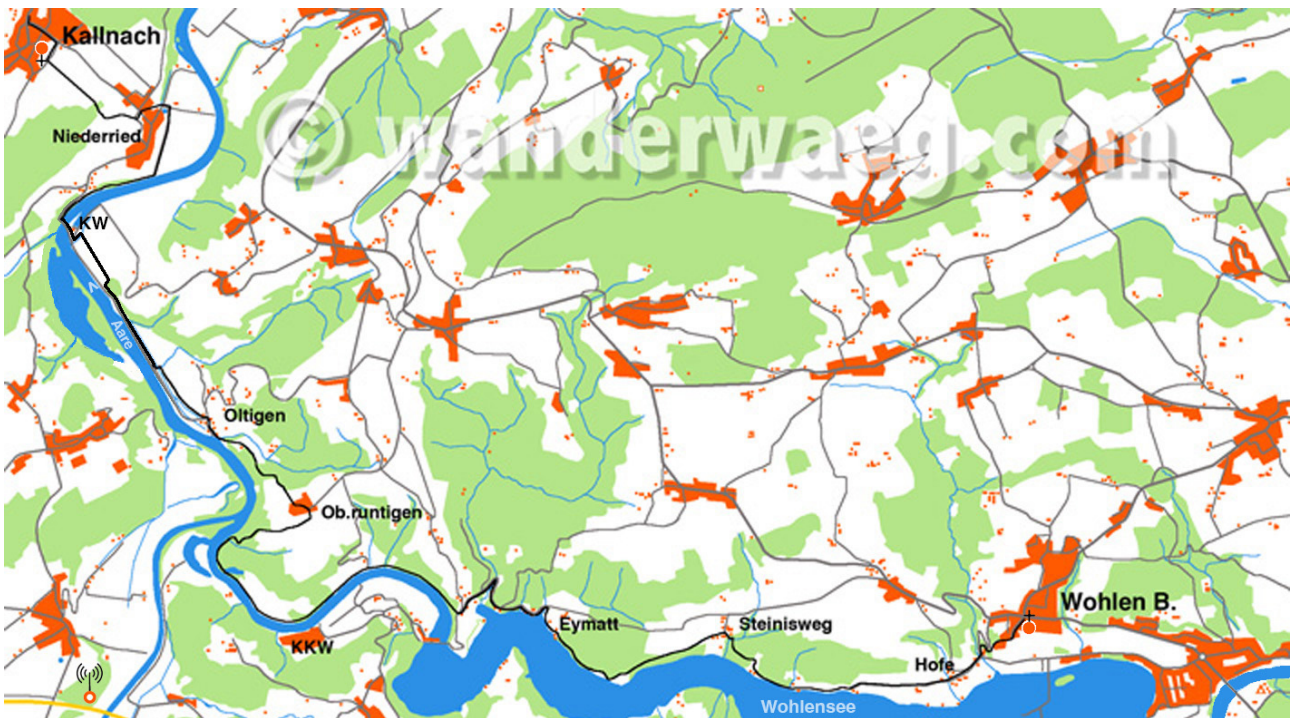 Kallnach
© wanderwaeg.com
Niederried
KW
Aare
Oltigen
Ob.runtigen
Wohlen B.
Eymatt
Steinisweg
KKW
Hofe
Wohlensee